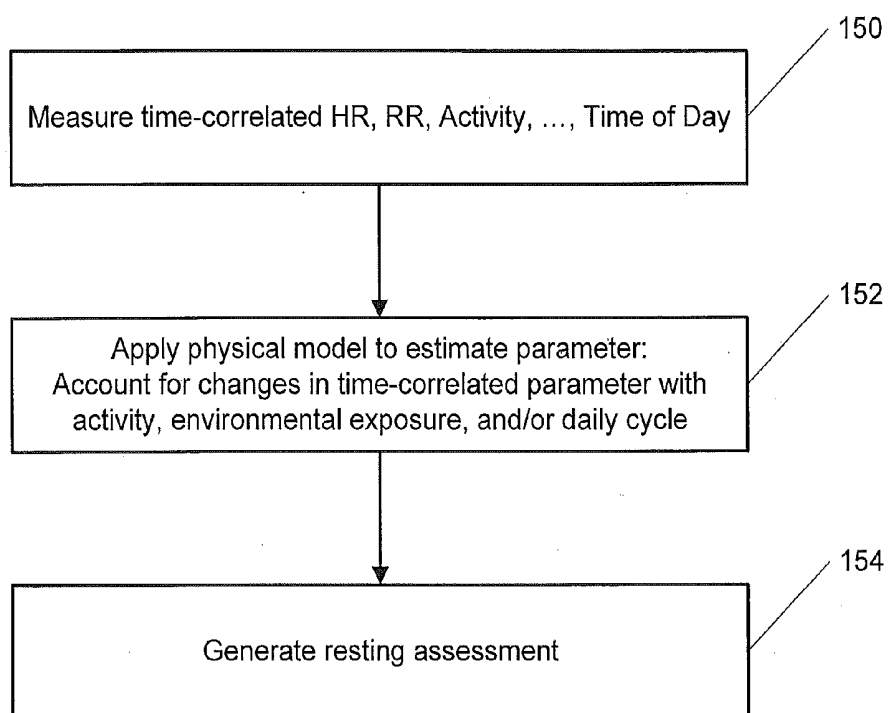 150
Measure time-correlated HR, RR, Activity, ..., Time of Day
152
Apply physical model to estimate parameter:
Account for changes in time-correlated parameter with
activity, environmental exposure, and/or daily cycle
154
Generate resting assessment